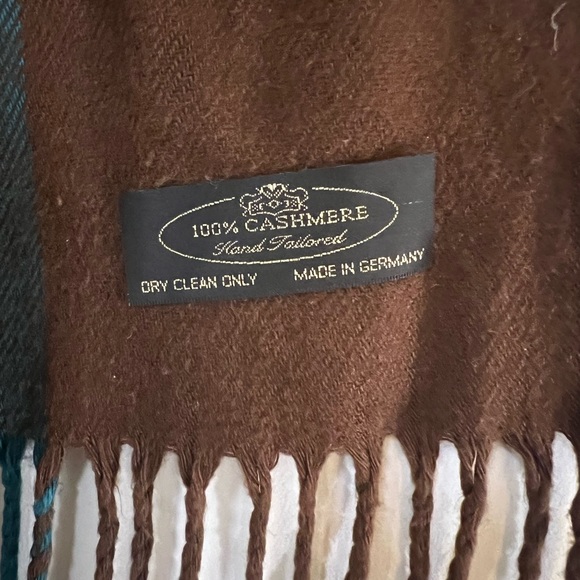 100% CASHMERE
Hand Tailored
DRY CLEAN ONLY MADE IN GERMANY